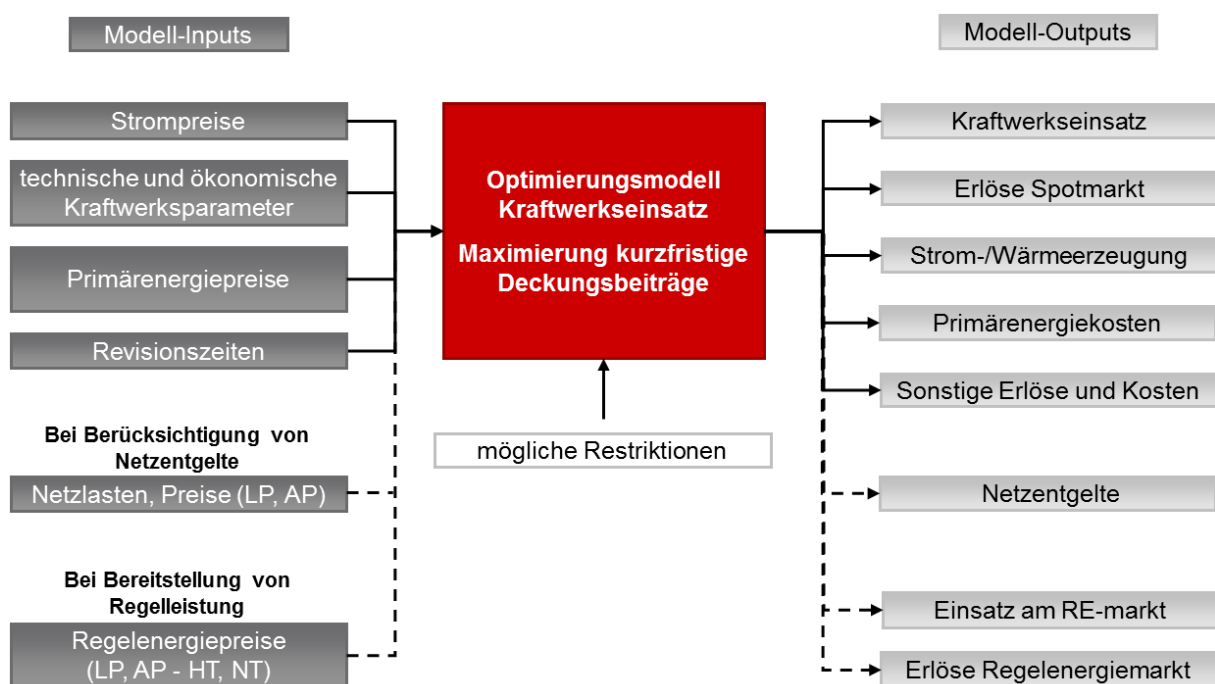 Modell-Inputs
Strompreise
technische und ökonomische
Kraftwerksparameter
Primärenergiepreise
Revisionszeiten
Bei Berücksichtigung von
Netzentgelte
Netzlasten, Preise (LP, AP)
Bei Bereitstellung von
Regelleistung
Regelenergiepreise
(LP, AP - HT, NT)
Optimierungsmodell
Kraftwerkseinsatz
Maximierung kurzfristige
Deckungsbeiträge
mögliche Restriktionen
Modell-Outputs
Kraftwerkseinsatz
Erlöse Spotmarkt
Strom-/Wärmeerzeugung
Primärenergiekosten
Sonstige Erlöse und Kosten
Netzentgelte
Einsatz am RE-markt
Erlöse Regelenergiemarkt